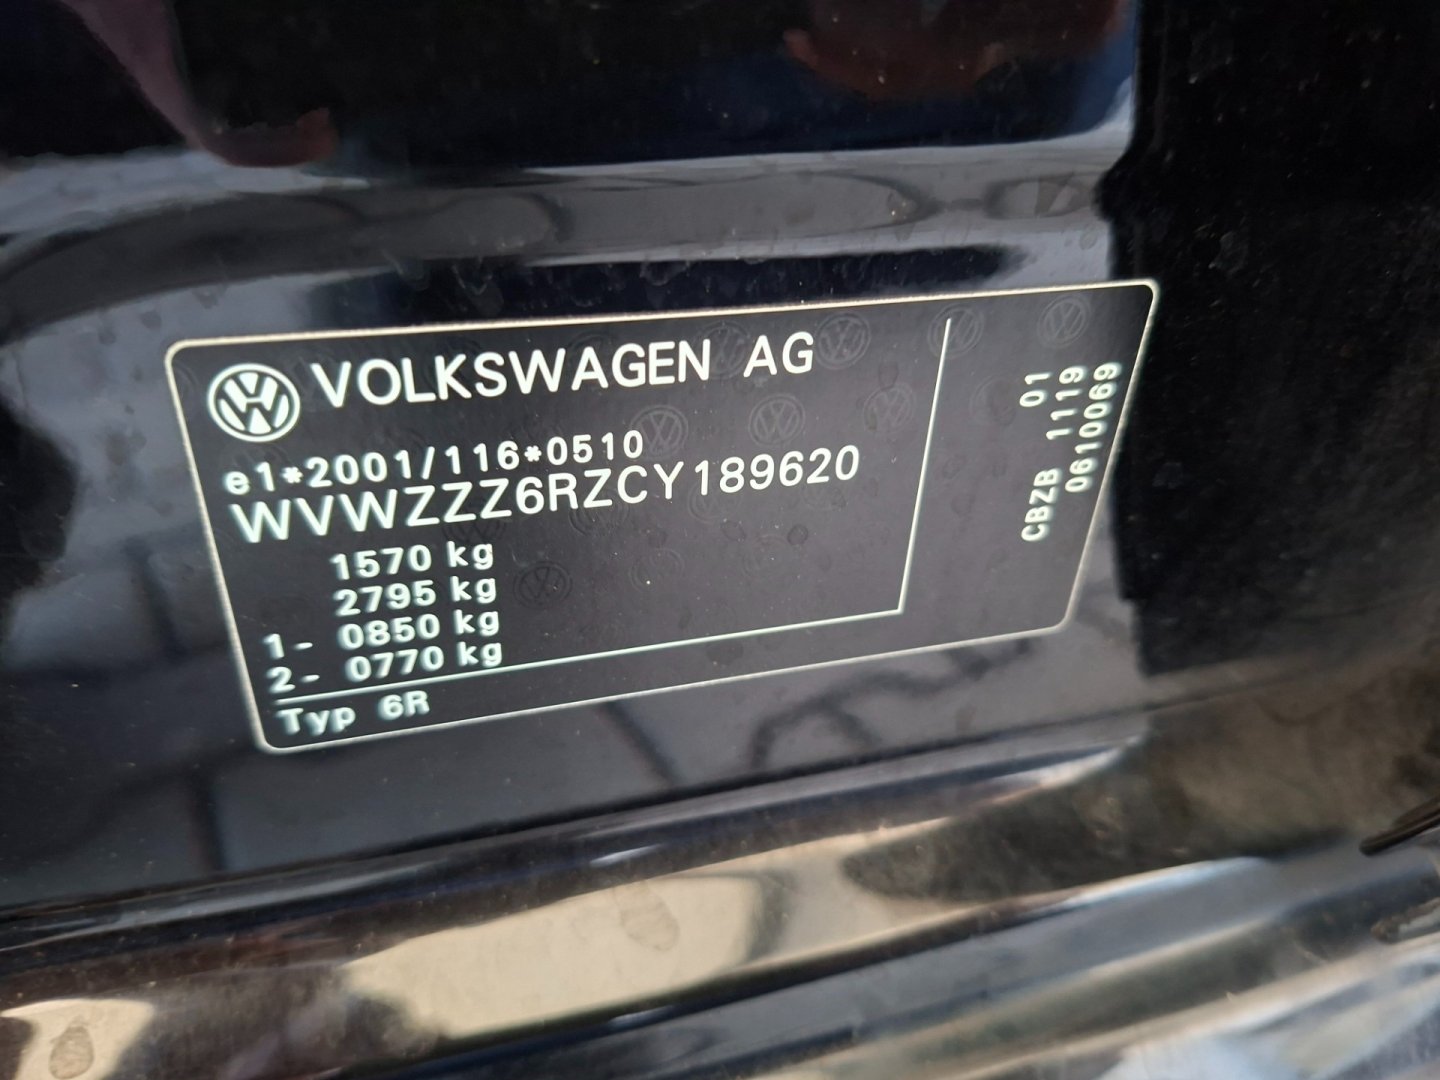 VOLKSWAGEN AG
e1*2001/116*0510
WVWZZZ6RZCY189620
1570 kg
2795 kg
1- 0850 kg
2- 0770 kg
Typ 6R
01
CBZB 1119
0610069